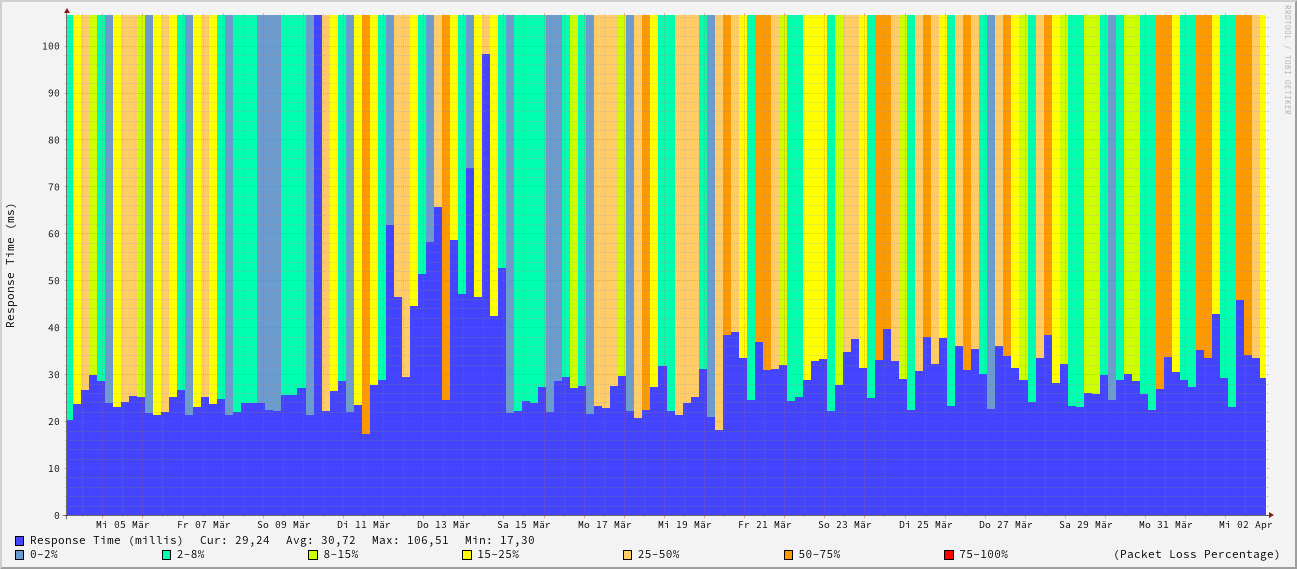 RRDTOOL / TOBI OETIKER
Response Time (ms)
100
90
80
70
60
50
40
30
20
10
0
Mi 05 Mär Fr 07 Mär So 09 Mär Di 11 Mär Do 13 Mär Sa 15 Mär Mo 17 Mär Mi 19 Mär Fr 21 Mär So 23 Mär Di 25 Mär Do 27 Mär Sa 29 Mär Mo 31 Mär Mi 02 Apr
Response Time (millis) Cur: 29,24 Avg: 30,72 Max: 106,51 Min: 17,30
0-2% 2-8% 8-15% 15-25% 25-50% 50-75% 75-100% (Packet Loss Percentage)